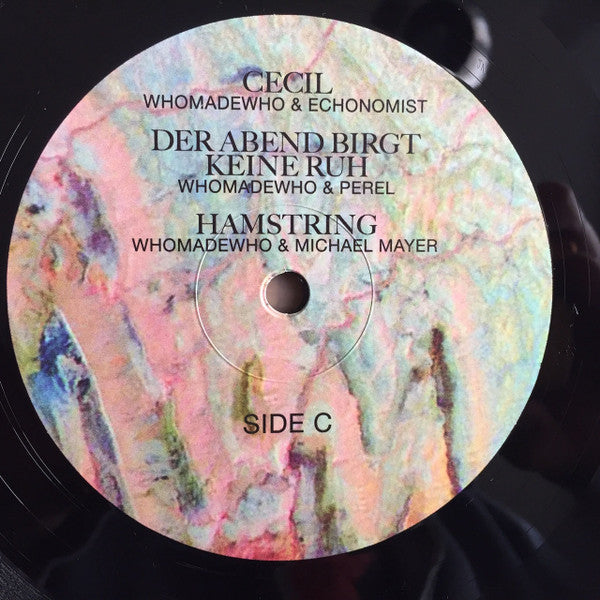 CECIL
WHOMADEWHO & ECHONOMIST
DER ABEND BIRGT
KEINE RUH
WHOMADEWHO & PEREL
HAMSTRING
WHOMADEWHO & MICHAEL MAYER
SIDE C